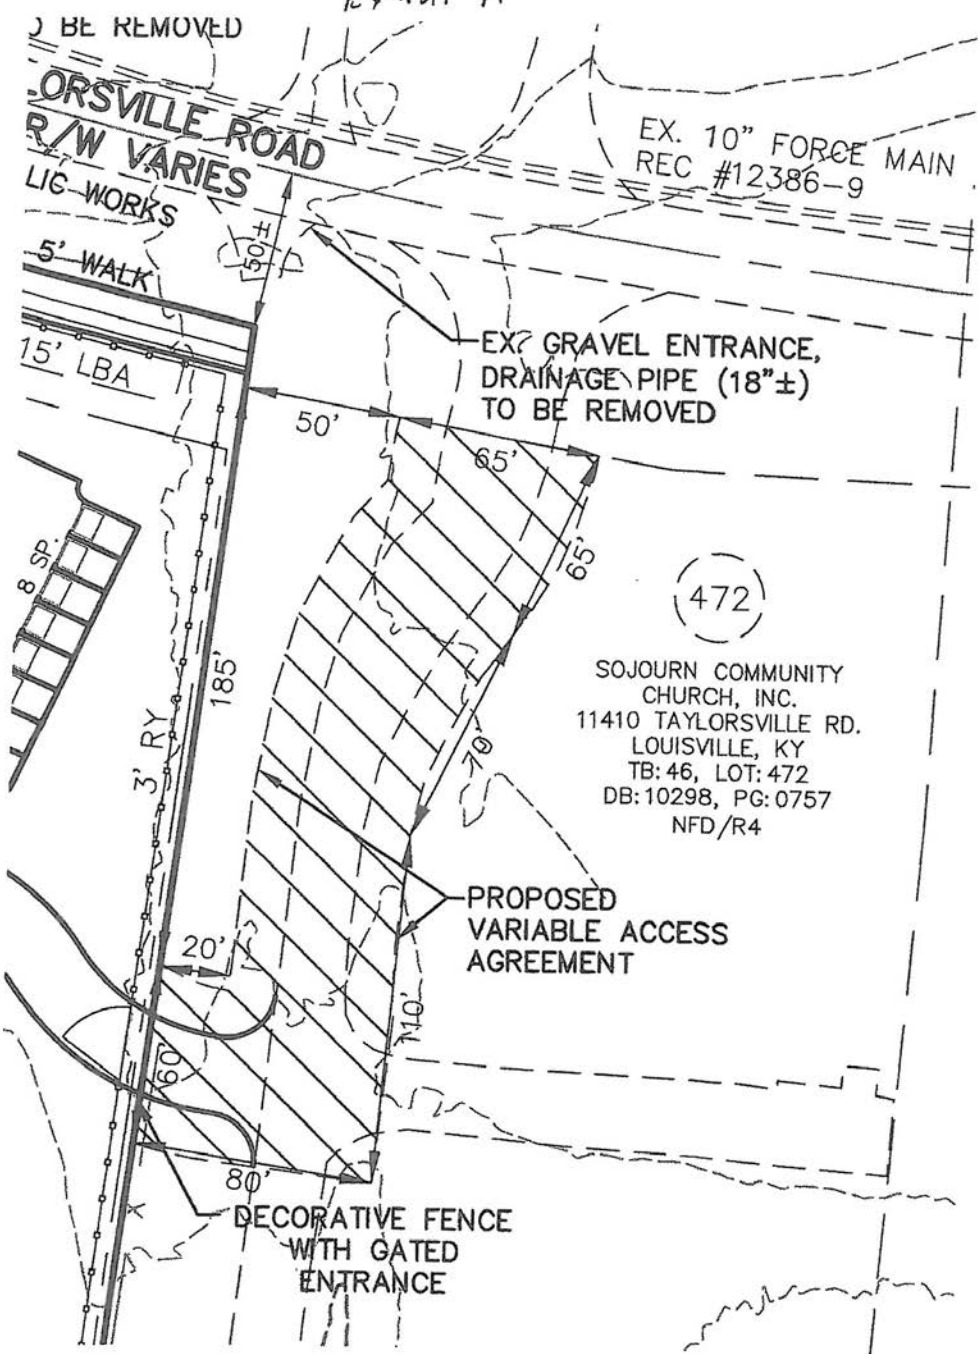 BE REMOVED
ORSVILLE ROAD
R/W VARIES
LIC WORKS
5' WALK
15' LBA
50'±
EX. 10" FORCE MAIN
REC #12386-9
EX. GRAVEL ENTRANCE,
DRAINAGE PIPE (18"±)
TO BE REMOVED
50'
65'
65'
8 SP.
472
SOJOURN COMMUNITY
CHURCH, INC.
11410 TAYLORSVILLE RD.
LOUISVILLE, KY
TB: 46, LOT: 472
DB: 10298, PG: 0757
NFD/R4
185'
3' RY
70'
PROPOSED
VARIABLE ACCESS
AGREEMENT
20'
110'
60'
80'
DECORATIVE FENCE
WITH GATED
ENTRANCE